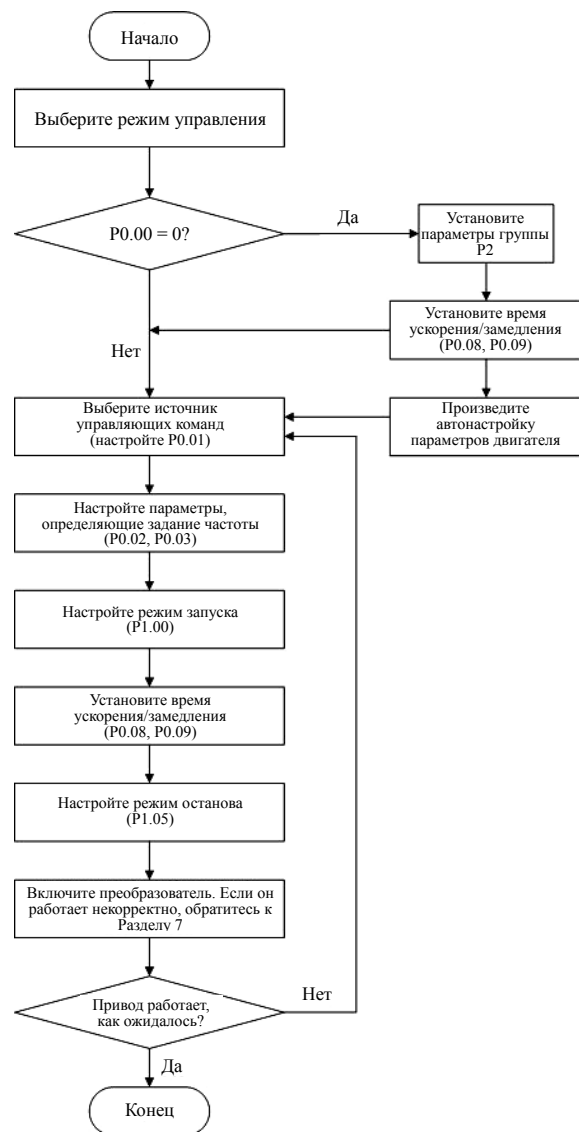 Начало
Выберите режим управления
P0.00 = 0?
Да
Установите
параметры группы
P2
Установите время
ускорения/замедления
(P0.08, P0.09)
Нет
Произведите
автонастройку
параметров двигателя
Выберите источник
управляющих команд
(настройте P0.01)
Настройте параметры,
определяющие задание частоты
(P0.02, P0.03)
Настройте режим запуска
(P1.00)
Установите время
ускорения/замедления
(P0.08, P0.09)
Настройте режим останова
(P1.05)
Включите преобразователь. Если он
работает некорректно, обратитесь к
Разделу 7
Привод работает,
как ожидалось?
Нет
Да
Конец